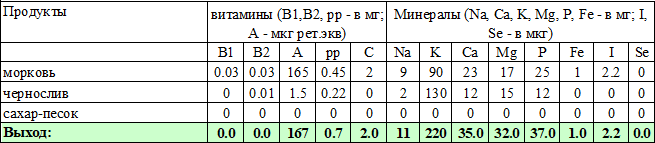 Продукты витамины (B1,B2, pp - в мг; Минералы (Na, Ca, K, Mg, P, Fe - в мг; I,
А - мкг рет.экв) Se - в мкг)
B1 B2 A pp C Na K Ca Mg P Fe I Se
морковь 0.03 0.03 165 0.45 2 9 90 23 17 25 1 2.2 0
чернослив 0 0.01 1.5 0.22 0 2 130 12 15 12 0 0 0
сахар-песок 0 0 0 0 0 0 0 0 0 0 0 0 0
Выход: 0.0 0.0 167 0.7 2.0 11 220 35.0 32.0 37.0 1.0 2.2 0.0